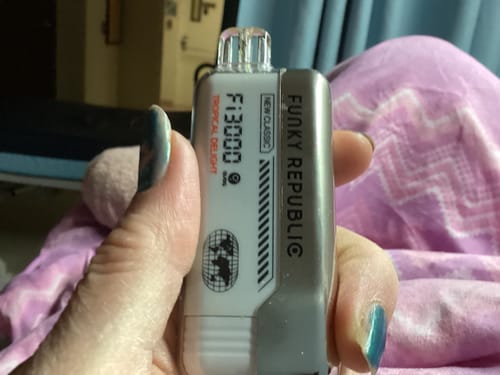 FUNKY REPUBLIC
NEW CLASSIC
Fi3000
TROPICAL DELIGHT